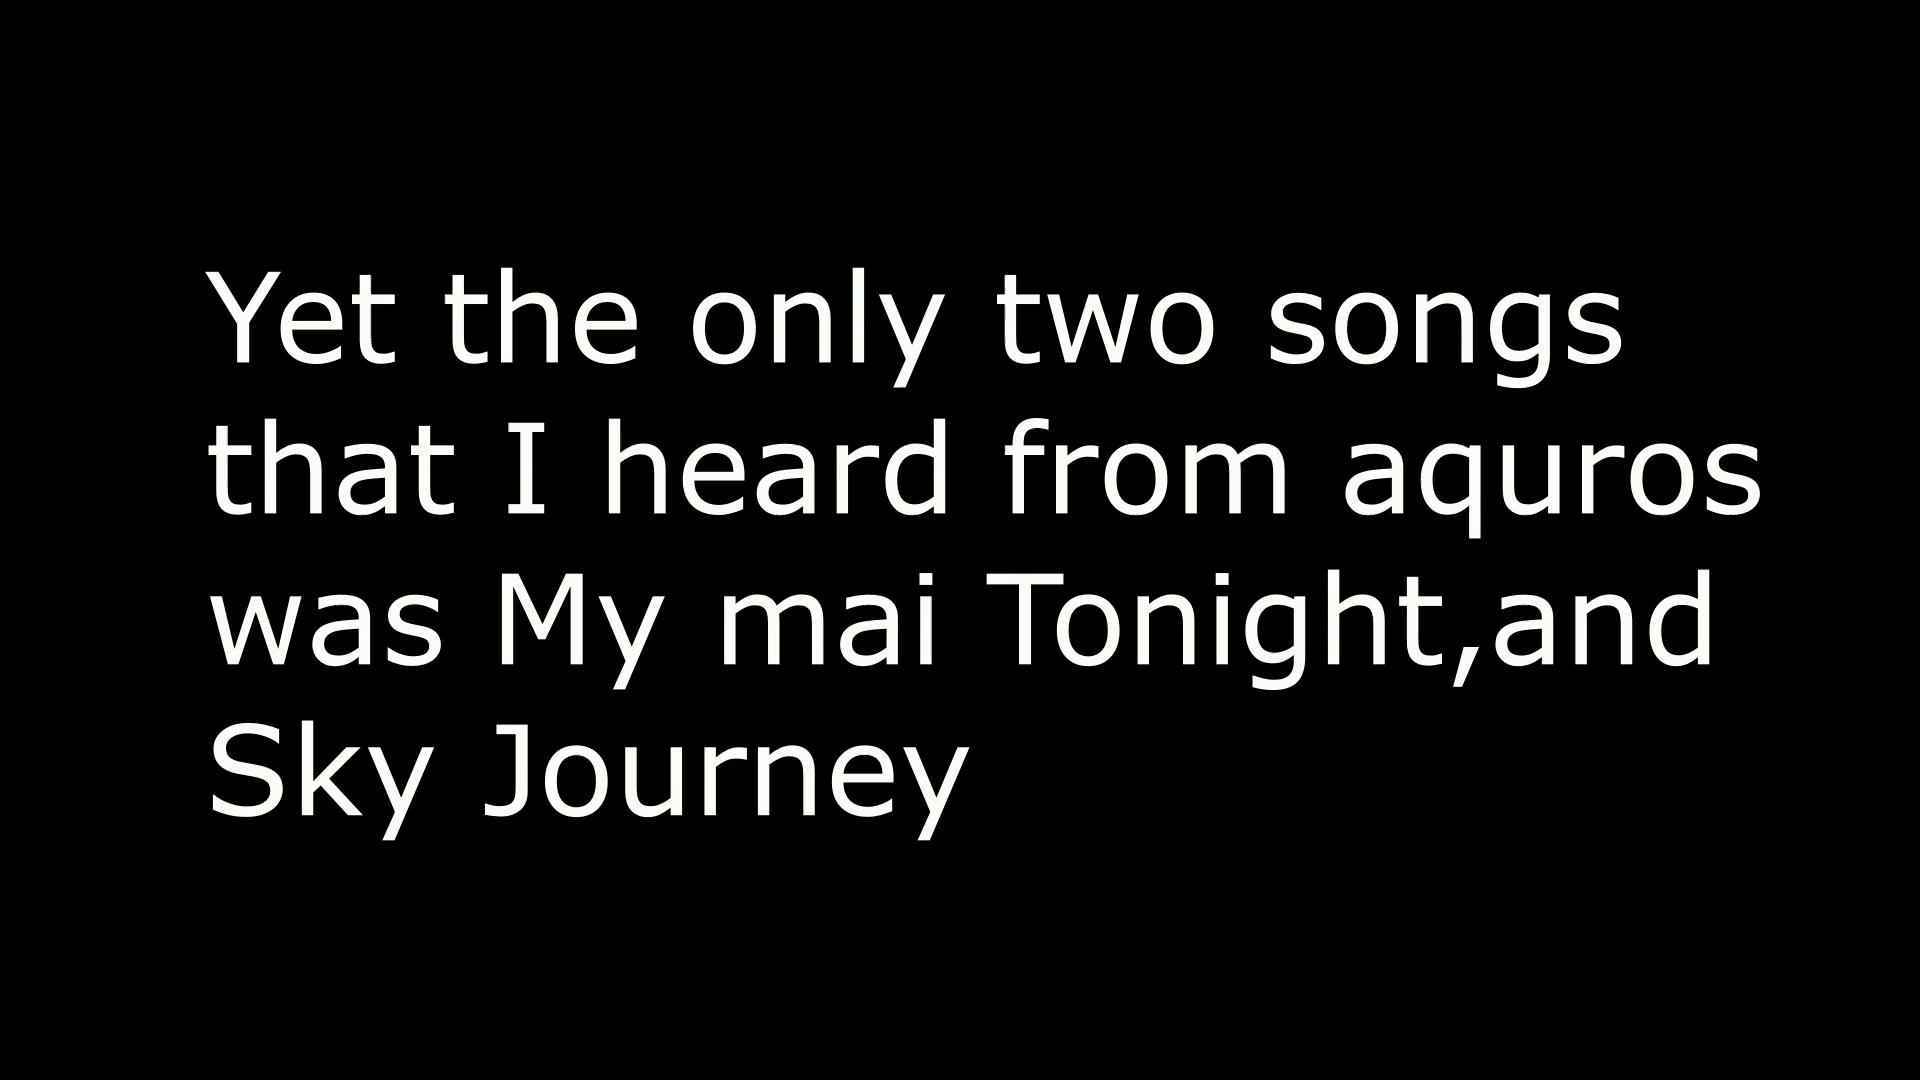 Yet the only two songs
that I heard from aquros
was My mai Tonight,and
Sky Journey